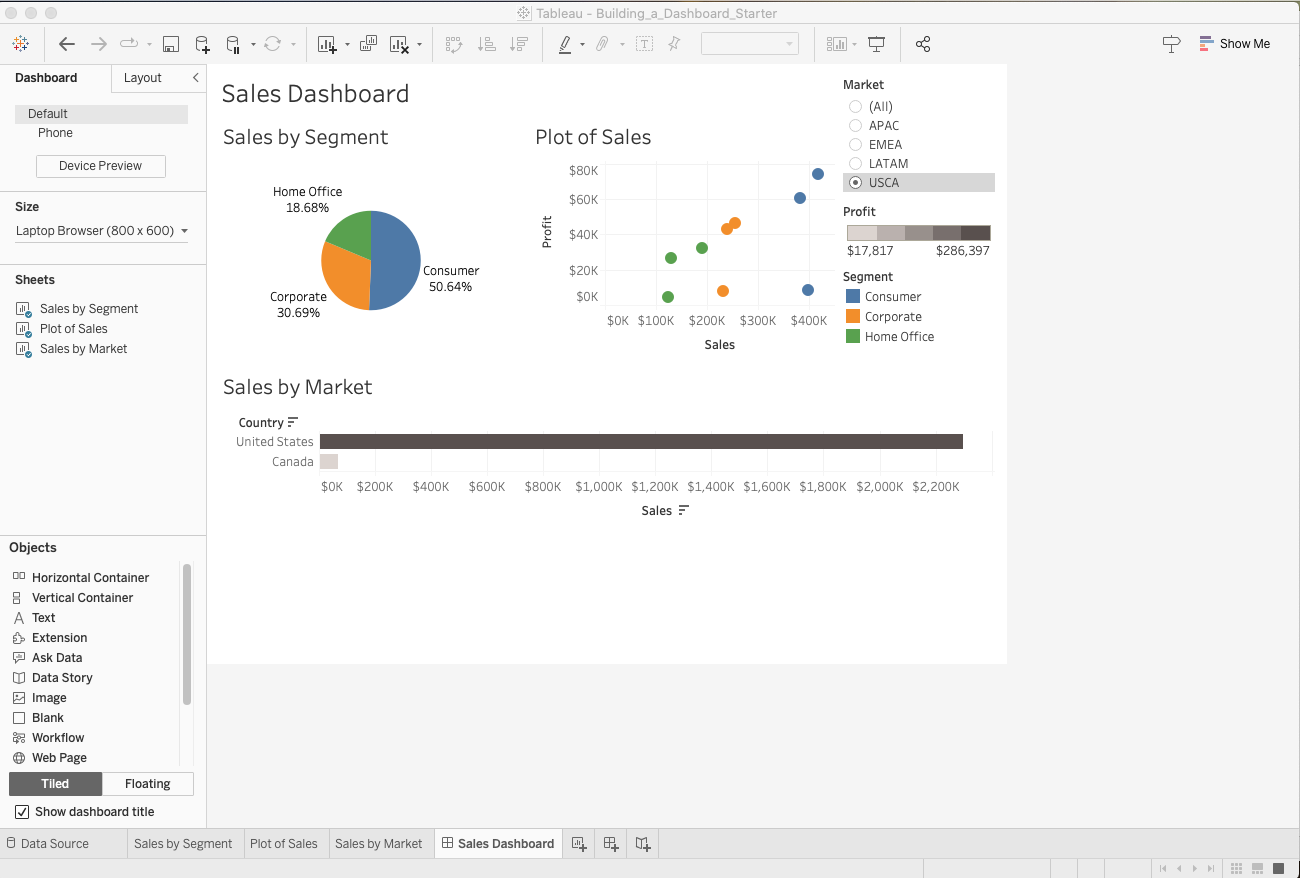 Tableau - Building_a_Dashboard_Starter
Show Me
Dashboard
Layout
Default
Phone
Device Preview
Size
Laptop Browser (800 x 600)
Sheets
Sales by Segment
Plot of Sales
Sales by Market
Objects
Horizontal Container
Vertical Container
Text
Extension
Ask Data
Data Story
Image
Blank
Workflow
Web Page
Tiled
Floating
Show dashboard title
Sales Dashboard
Sales by Segment
Home Office
18.68%
Consumer
50.64%
Corporate
30.69%
Plot of Sales
Profit
$80K
$60K
$40K
$20K
$0K
$0K $100K $200K $300K $400K
Sales
Market
(All)
APAC
EMEA
LATAM
USCA
Profit
$17,817 $286,397
Segment
Consumer
Corporate
Home Office
Sales by Market
Country
United States
Canada
$0K $200K $400K $600K $800K $1,000K $1,200K $1,400K $1,600K $1,800K $2,000K $2,200K
Sales
Data Source
Sales by Segment
Plot of Sales
Sales by Market
Sales Dashboard